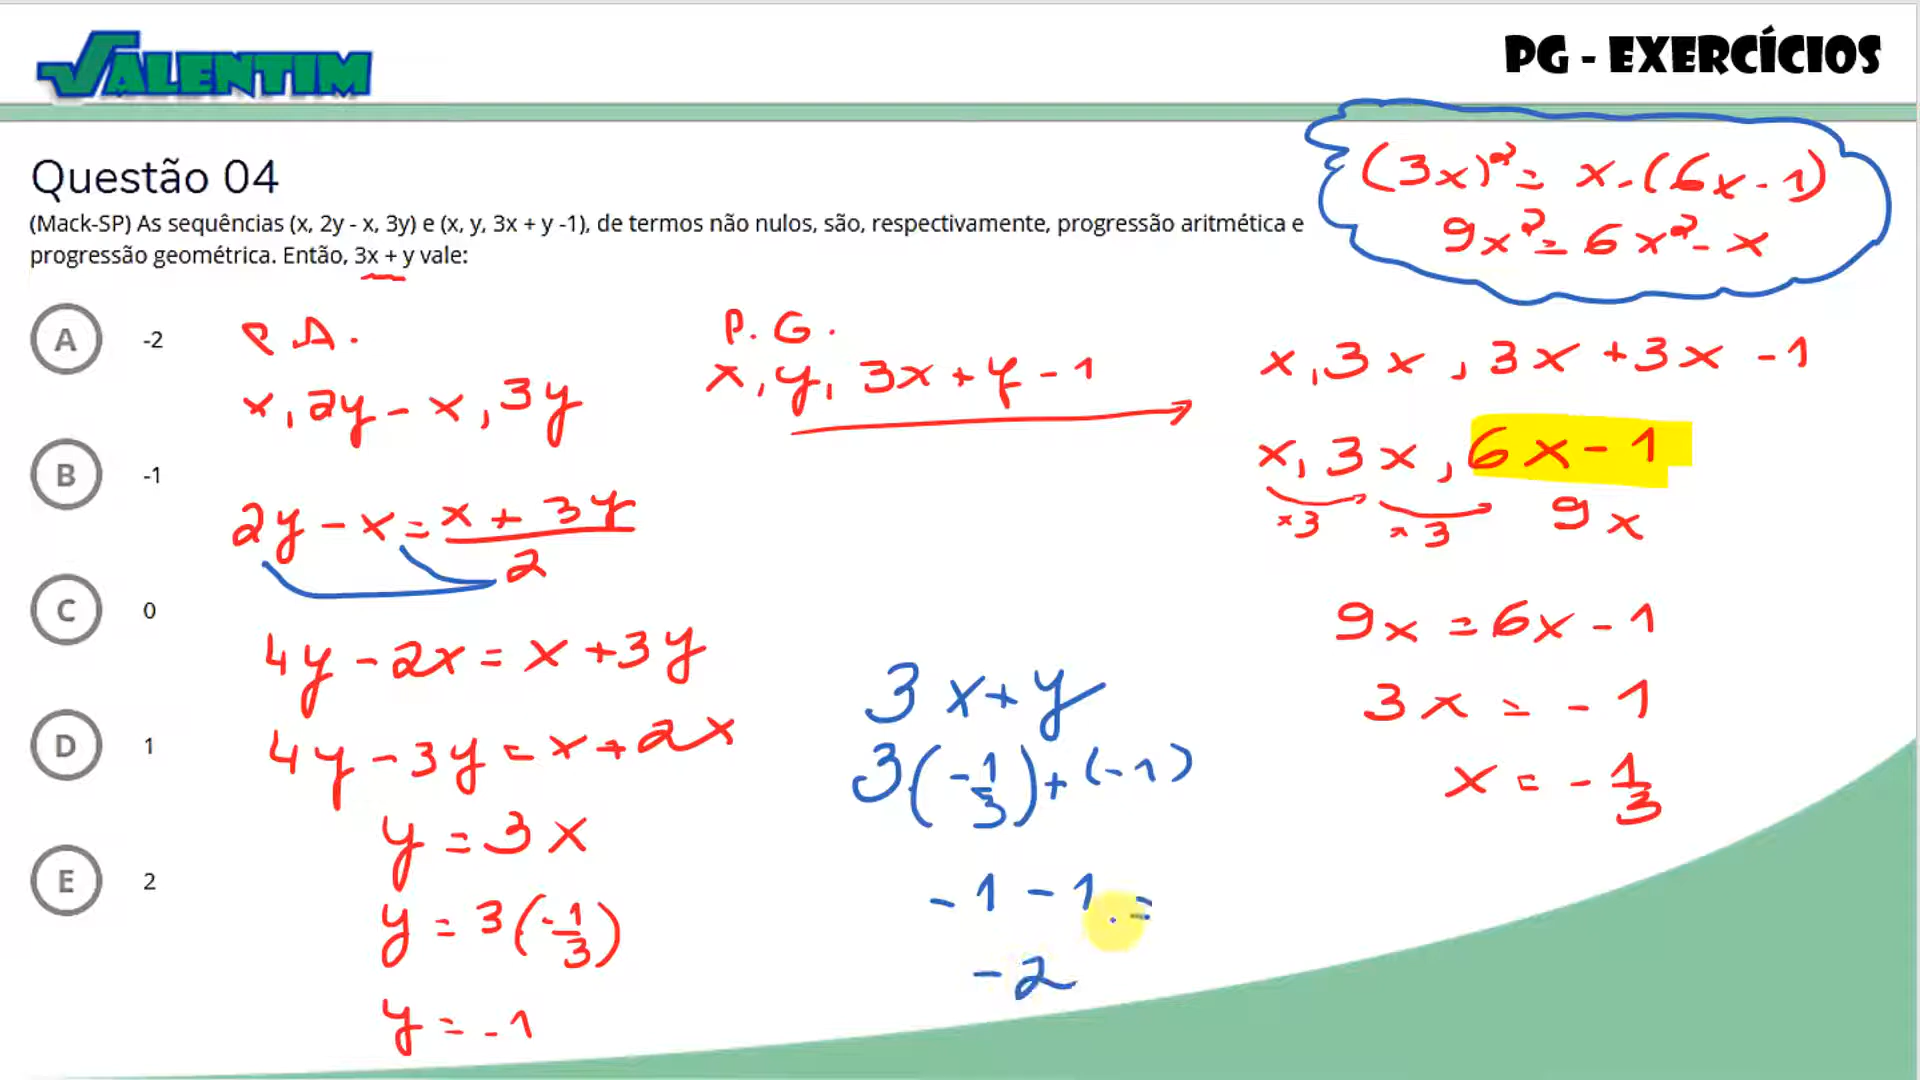 VALENTIM
PG - EXERCÍCIOS
Questão 04
(Mack-SP) As sequências (x, 2y - x, 3y) e (x, y, 3x + y -1), de termos não nulos, são, respectivamente, progressão aritmética e
progressão geométrica. Então, 3x + y vale:
A -2
B -1
C 0
D 1
E 2
P.A.
x, 2y - x, 3y
2y - x = x + 3y
2
4y - 2x = x + 3y
4y - 3y = x + 2x
y = 3x
y = 3(-1/3)
y = -1
P.G.
x, y, 3x + y - 1
3x + y
3(-1/3) + (-1)
-1 - 1 =
-2
(3x)² = x.(6x - 1)
9x² = 6x² - x
x, 3x, 3x + 3x - 1
x, 3x, 6x - 1
×3 ×3 9x
9x = 6x - 1
3x = -1
x = -1/3